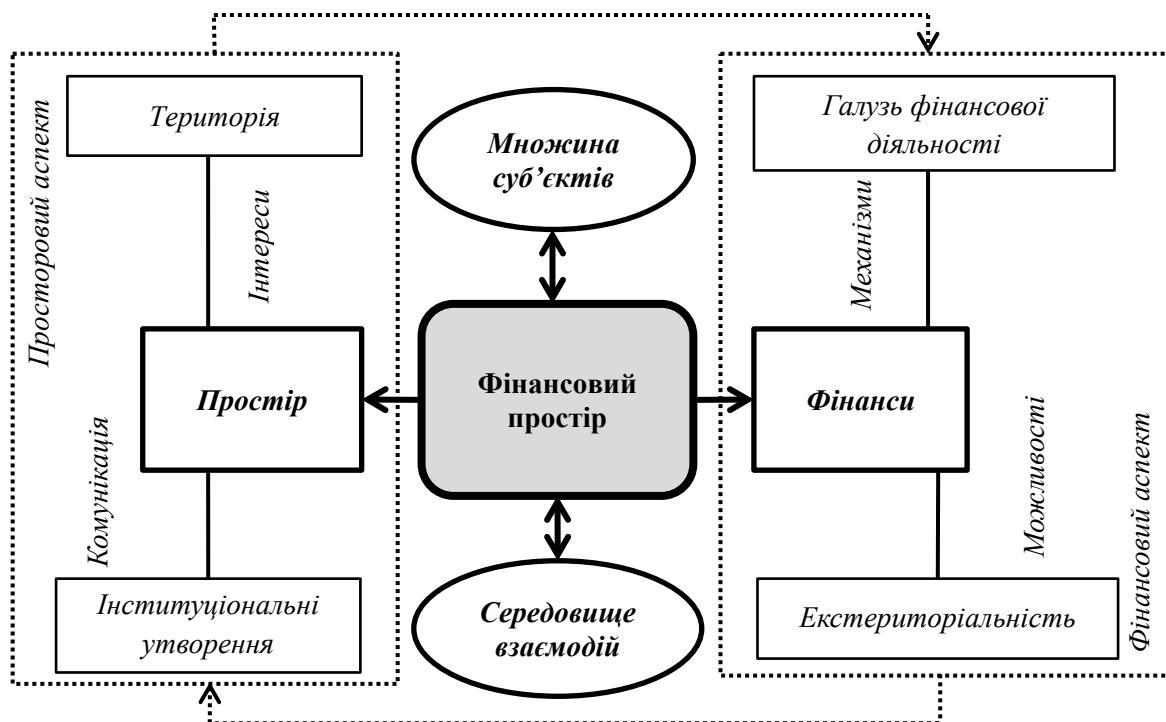 Просторовий аспект
Територія
Інтереси
Простір
Комунікація
Інституціональні
утворення
Множина
суб’єктів
Фінансовий
простір
Середовище
взаємодій
Галузь фінансової
діяльності
Механізми
Фінанси
Можливості
Екстериторіальність
Фінансовий аспект